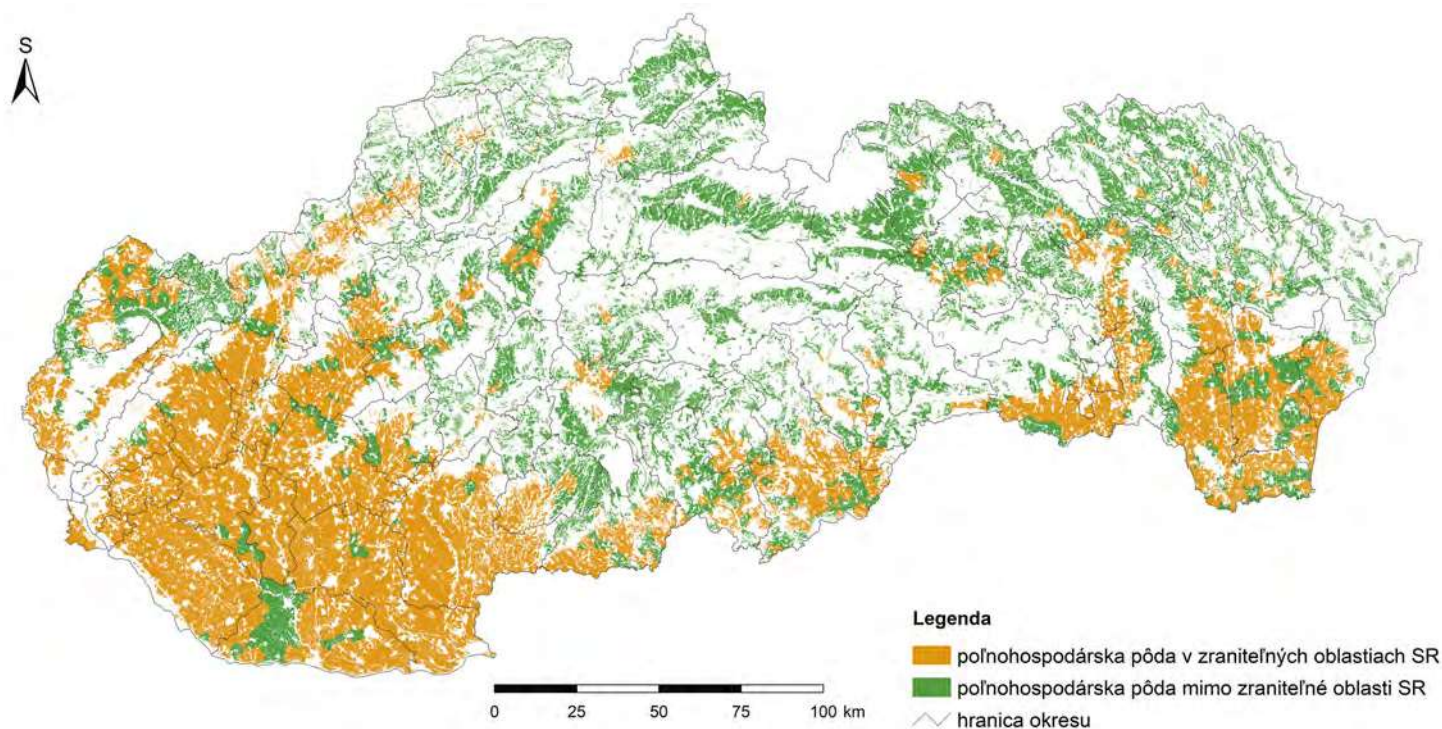 S
Legenda
poľnohospodárska pôda v zraniteľných oblastiach SR
poľnohospodárska pôda mimo zraniteľné oblasti SR
hranica okresu
0 25 50 75 100 km